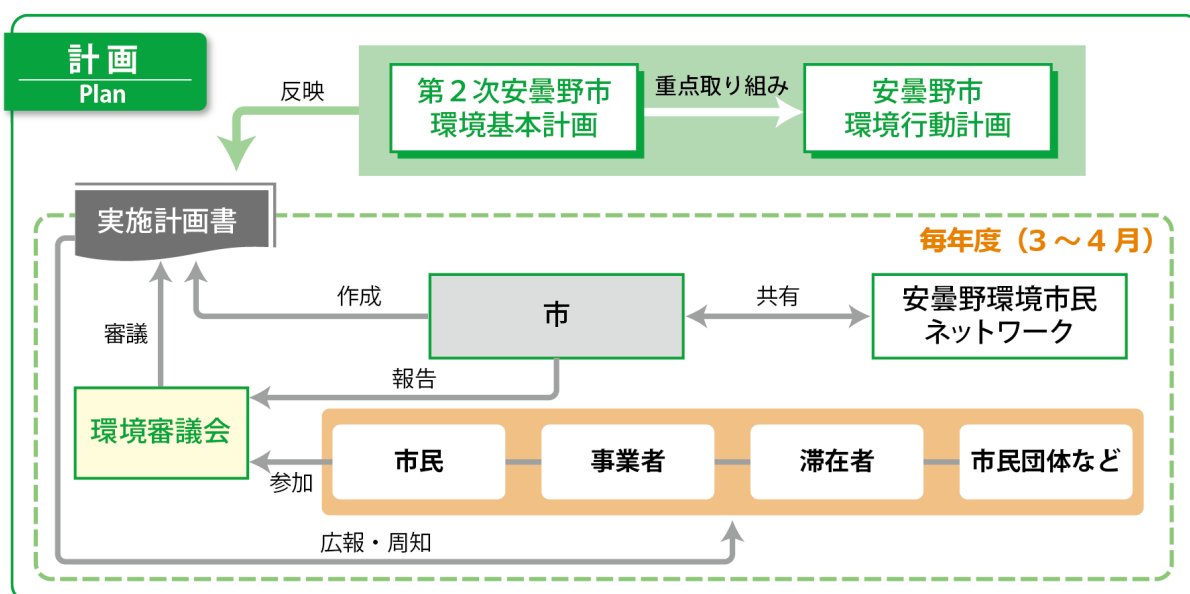 計画
Plan
反映
第２次安曇野市
環境基本計画
重点取り組み
安曇野市
環境行動計画
実施計画書
毎年度（３～４月）
作成
市
共有
安曇野環境市民
ネットワーク
審議
報告
環境審議会
参加
市民
事業者
滞在者
市民団体など
広報・周知